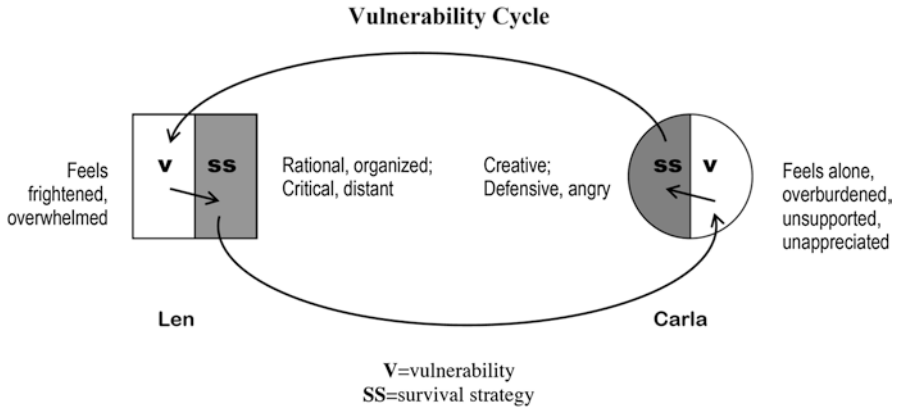 Vulnerability Cycle
v ss
Feels
frightened,
overwhelmed
Rational, organized;
Critical, distant
Creative;
Defensive, angry
ss v
Feels alone,
overburdened,,
unsupported,
unappreciated
Len
Carla
V=vulnerability
SS=survival strategy